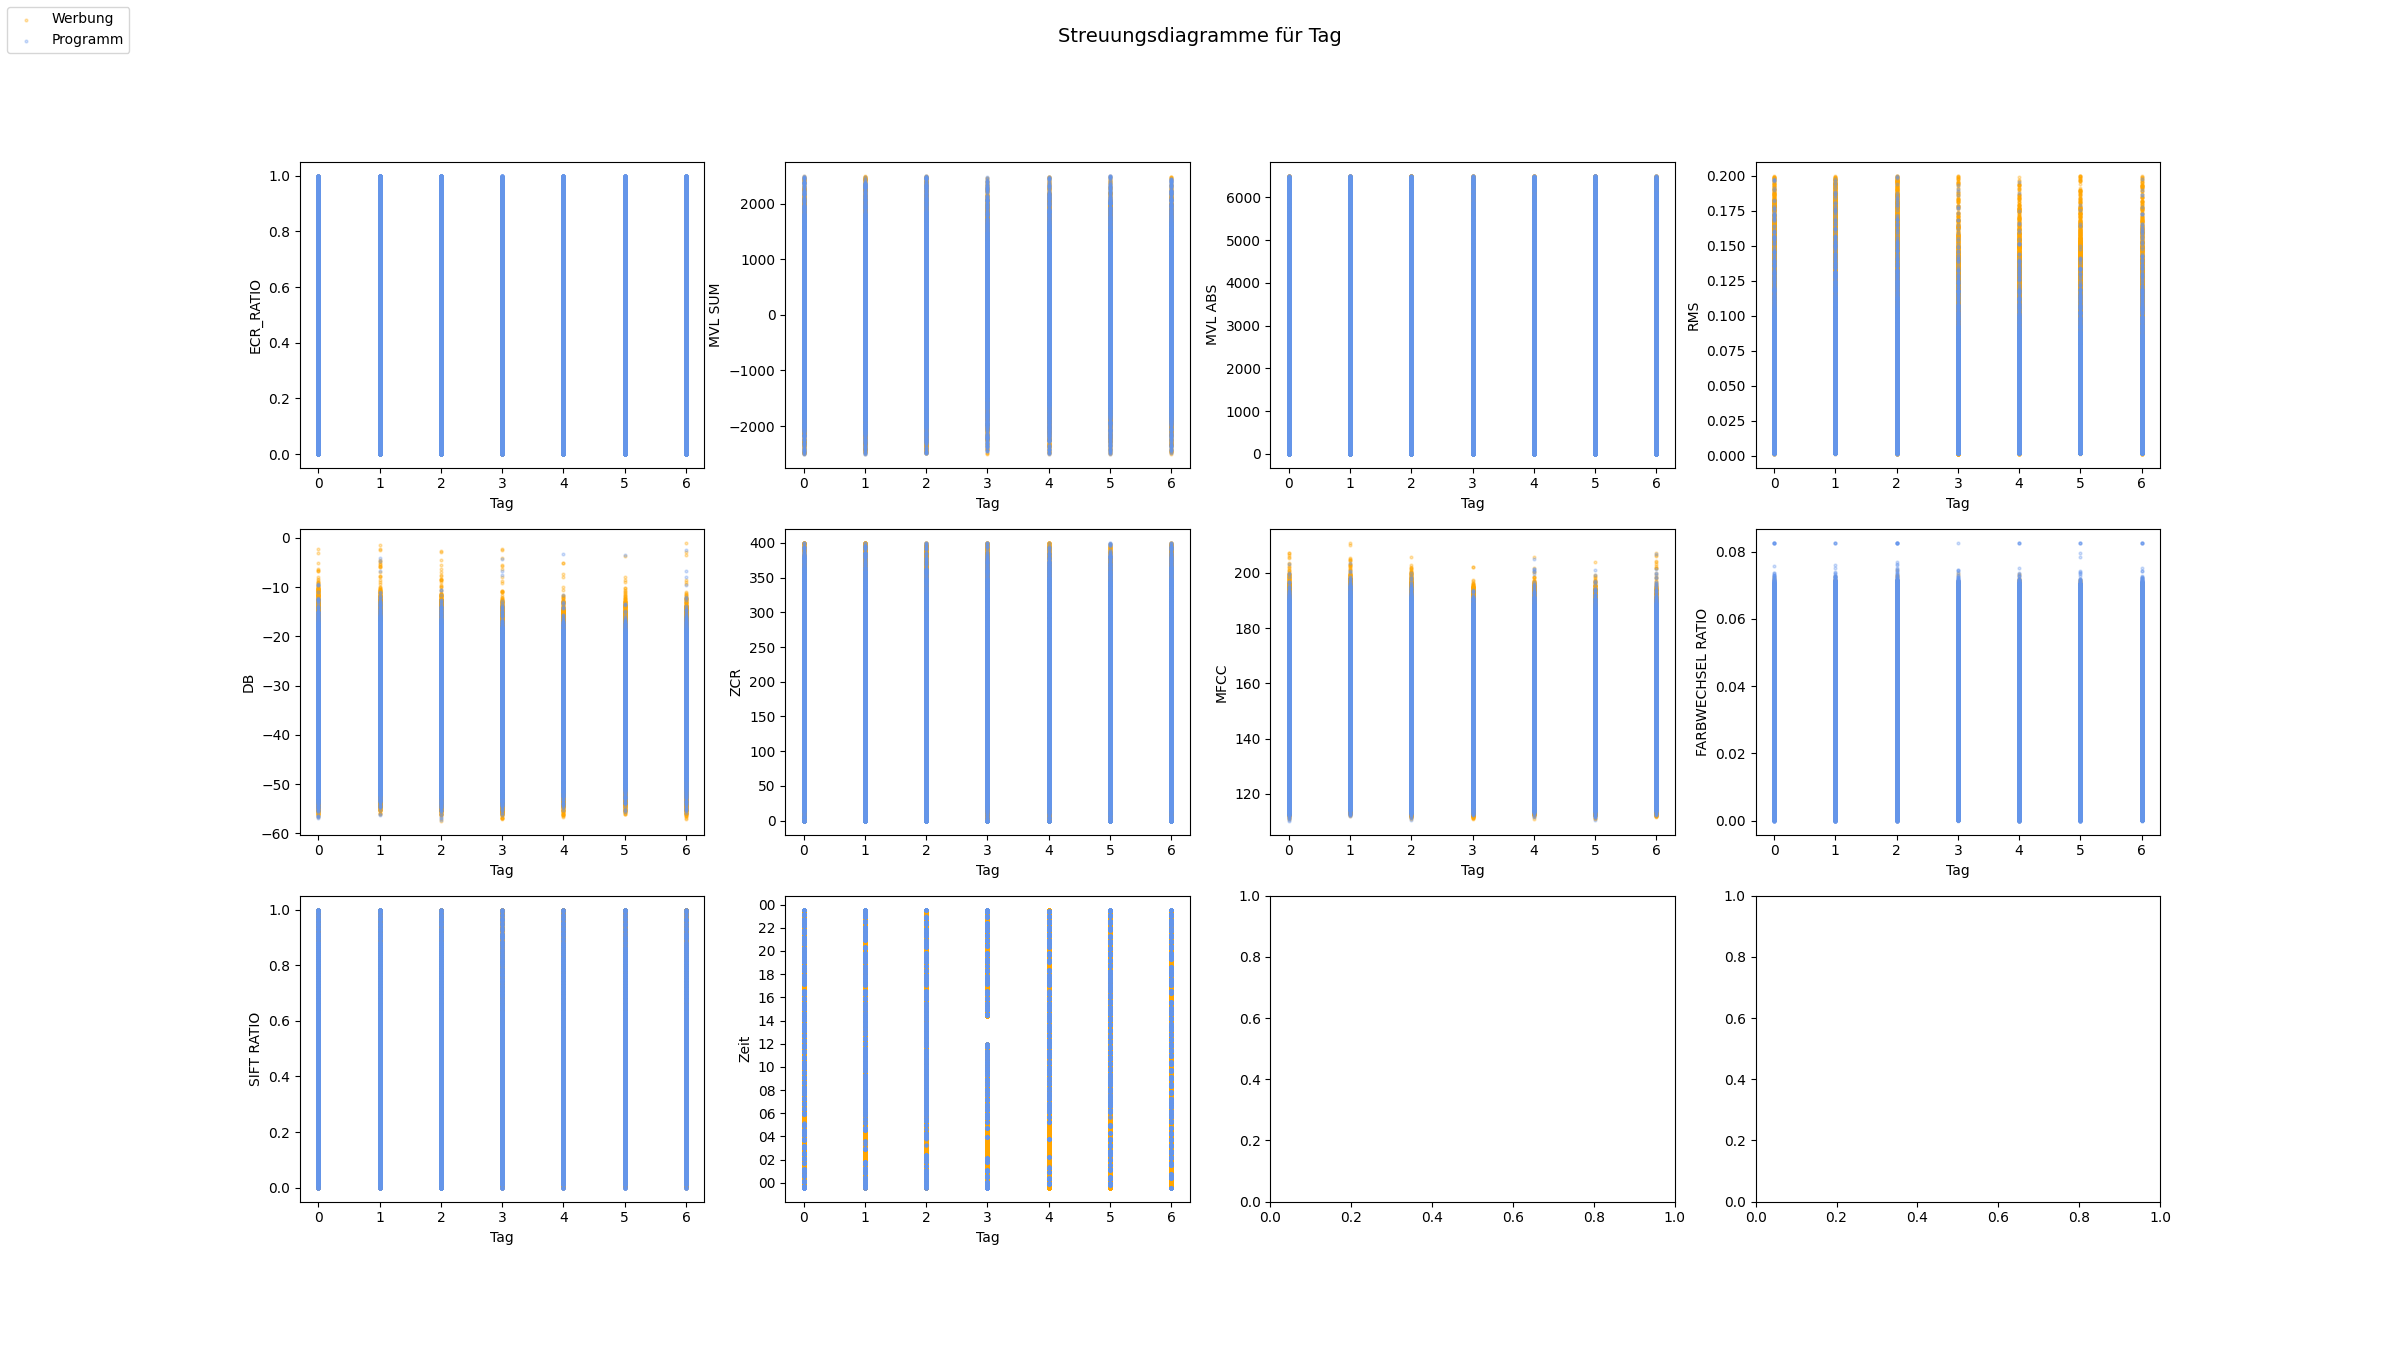 Werbung
Programm
Streuungsdiagramme für Tag
ECR_RATIO
1.0
0.8
0.6
0.4
0.2
0.0
0 1 2 3 4 5 6
Tag
MVL SUM
2000
1000
0
−1000
−2000
0 1 2 3 4 5 6
Tag
MVL ABS
6000
5000
4000
3000
2000
1000
0
0 1 2 3 4 5 6
Tag
RMS
0.200
0.175
0.150
0.125
0.100
0.075
0.050
0.025
0.000
0 1 2 3 4 5 6
Tag
DB
0
−10
−20
−30
−40
−50
−60
0 1 2 3 4 5 6
Tag
ZCR
400
350
300
250
200
150
100
50
0
0 1 2 3 4 5 6
Tag
MFCC
200
180
160
140
120
0 1 2 3 4 5 6
Tag
FARBWECHSEL RATIO
0.08
0.06
0.04
0.02
0.00
0 1 2 3 4 5 6
Tag
SIFT RATIO
1.0
0.8
0.6
0.4
0.2
0.0
0 1 2 3 4 5 6
Tag
Zeit
00
22
20
18
16
14
12
10
08
06
04
02
00
0 1 2 3 4 5 6
Tag
1.0
0.8
0.6
0.4
0.2
0.0
0.0 0.2 0.4 0.6 0.8 1.0
1.0
0.8
0.6
0.4
0.2
0.0
0.0 0.2 0.4 0.6 0.8 1.0